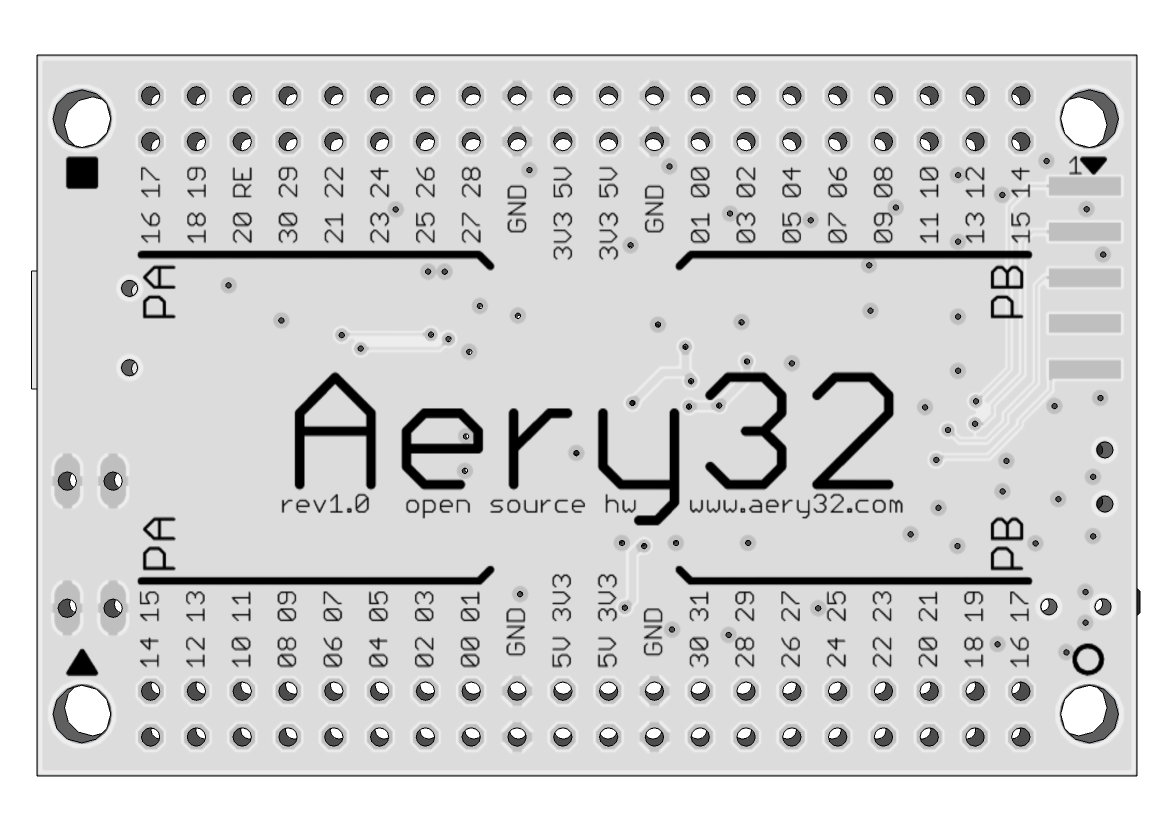 16 17 18 19 20 RE 30 29 21 22 23 24 25 26 27 28 GND 3V3 5V 3V3 5V GND 01 00 03 02 05 04 07 06 09 08 11 10 13 12 15 14 1
PA PB
Aery32
rev1.0 open source hw www.aery32.com
PA PB
14 15 12 13 10 11 08 09 06 07 04 05 02 03 00 01 GND 5V 3V3 5V 3V3 GND 30 31 28 29 26 27 24 25 22 23 20 21 18 19 16 17